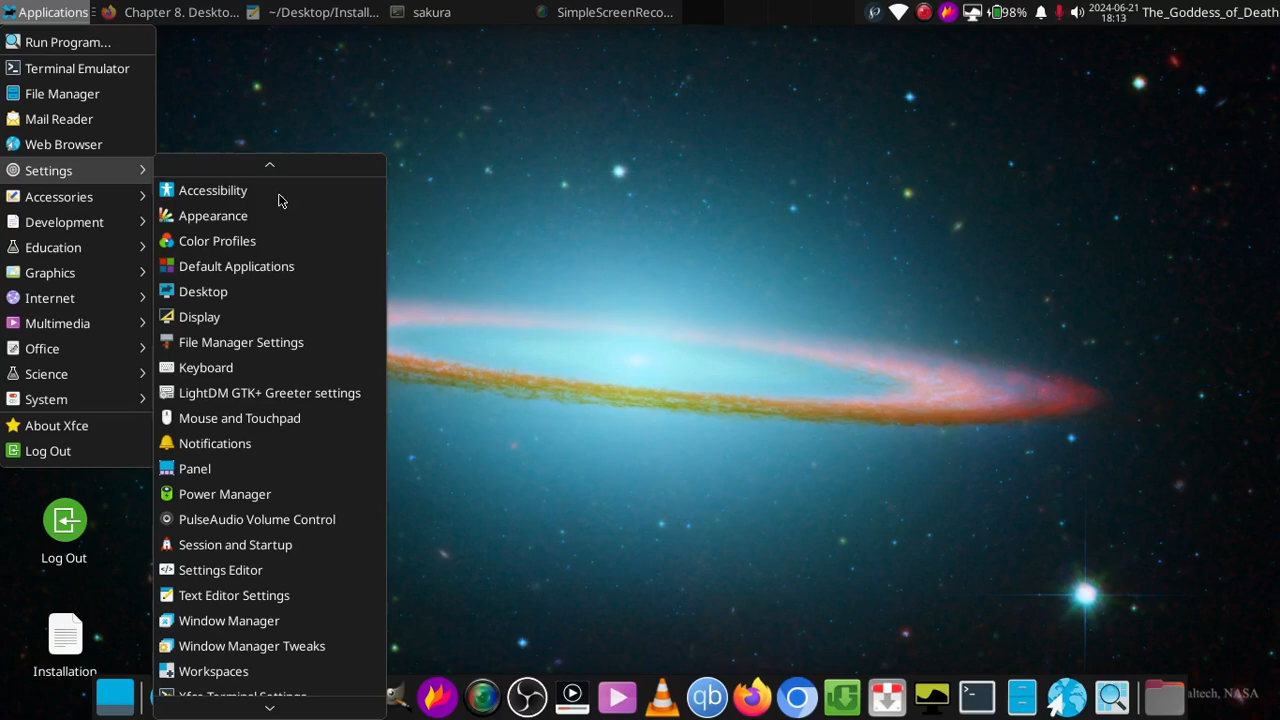 Applications
Chapter 8. Deskto...
~/Desktop/Install...
sakura
SimpleScreenReco...
98%
2024-06-21
18:13
The_Goddess_of_Death
Run Program...
Terminal Emulator
File Manager
Mail Reader
Web Browser
Settings
Accessories
Development
Education
Graphics
Internet
Multimedia
Office
Science
System
About Xfce
Log Out
Accessibility
Appearance
Color Profiles
Default Applications
Desktop
Display
File Manager Settings
Keyboard
LightDM GTK+ Greeter settings
Mouse and Touchpad
Notifications
Panel
Power Manager
PulseAudio Volume Control
Session and Startup
Settings Editor
Text Editor Settings
Window Manager
Window Manager Tweaks
Workspaces
Xfce Terminal Settings
Log Out
Installation
qb
altech, NASA